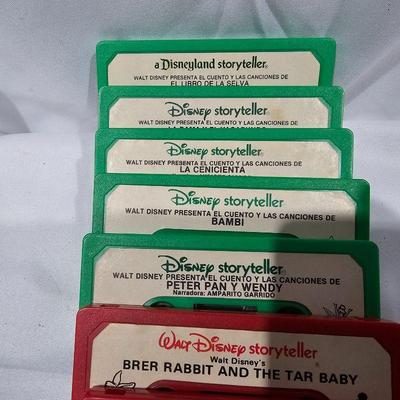 a Disneyland storyteller®
WALT DISNEY PRESENTA EL CUENTO Y LAS CANCIONES DE
EL LIBRO DE LA SELVA
Disney storyteller®
WALT DISNEY PRESENTA EL CUENTO Y LAS CANCIONES DE
Disney storyteller®
WALT DISNEY PRESENTA EL CUENTO Y LAS CANCIONES DE
LA CENICIENTA
Disney storyteller®
WALT DISNEY PRESENTA EL CUENTO Y LAS CANCIONES DE
BAMBI
Disney storyteller®
WALT DISNEY PRESENTA EL CUENTO Y LAS CANCIONES DE
PETER PAN Y WENDY
Narradora: AMPARITO GARRIDO
WALT DISNEY storyteller®
Walt Disney's
BRER RABBIT AND THE TAR BABY